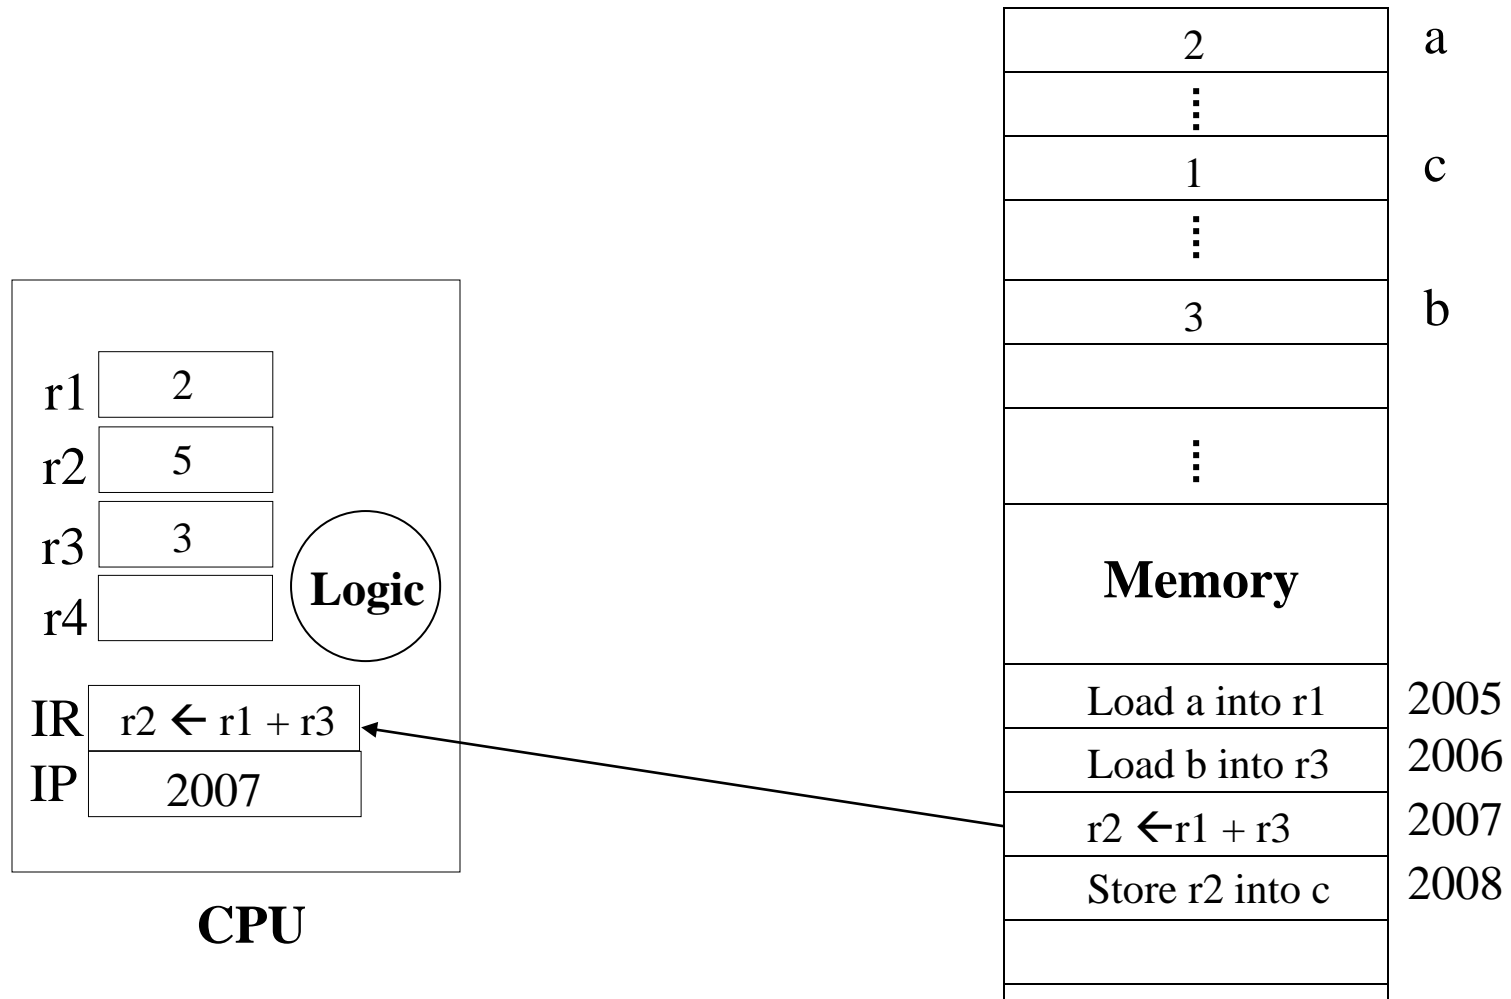 r1 2
r2 5
r3 3
r4
Logic
IR r2 ← r1 + r3
IP 2007
CPU
2 a
1 c
3 b
Memory
Load a into r1 2005
Load b into r3 2006
r2 ←r1 + r3 2007
Store r2 into c 2008